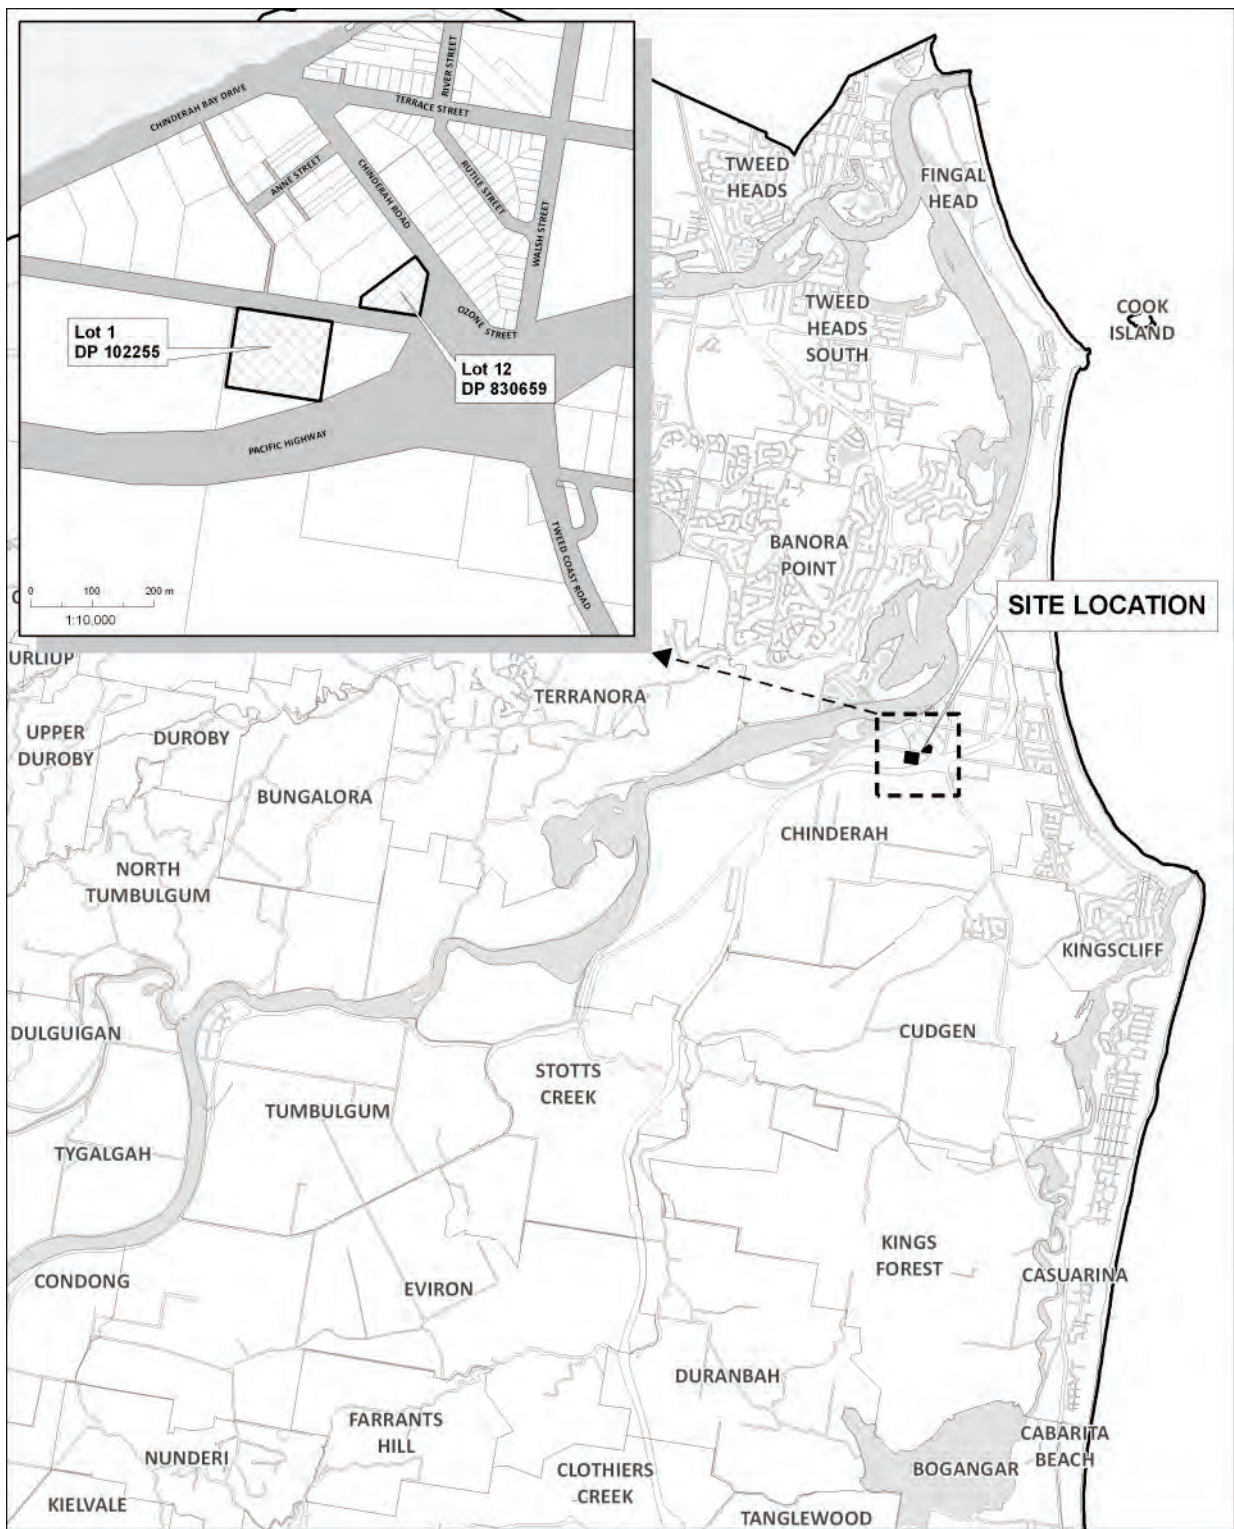 CHINDERAH BAY DRIVE
RIVER STREET
TERRACE STREET
ANNE STREET
CHINDERAH ROAD
RUTILE STREET
WALSH STREET
OZONE STREET
Lot 1
DP 102255
Lot 12
DP 830659
PACIFIC HIGHWAY
TWEED COAST ROAD
0 100 200 m
1:10,000
TWEED
HEADS
FINGAL
HEAD
COOK
ISLAND
TWEED
HEADS
SOUTH
BANORA
POINT
SITE LOCATION
URLIUP
TERRANORA
UPPER
DUROBY
DUROBY
BUNGALORA
CHINDERAH
NORTH
TUMBULGUM
KINGSCLIFF
DULGUIGAN
CUDGEN
STOTTS
CREEK
TUMBULGUM
TYGALGAH
KINGS
FOREST
CONDONG
EVIRON
CASUARINA
DURANBAH
FARRANTS
HILL
CABARITA
BEACH
NUNDERI
CLOTHIERS
CREEK
BOGANGAR
KIELVALE
TANGLEWOOD